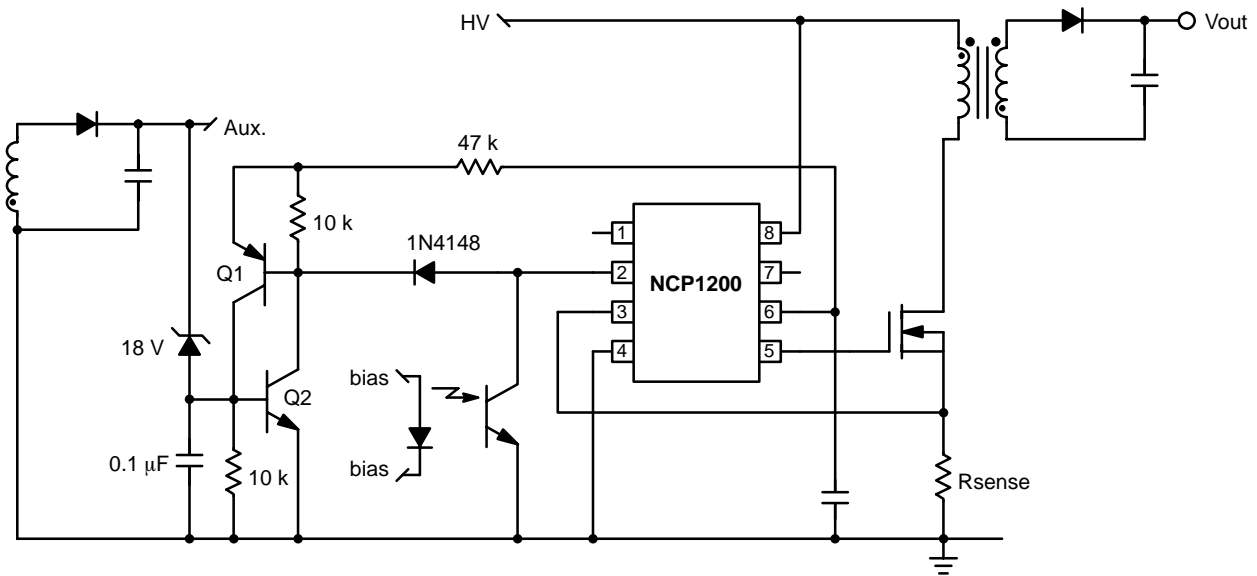 HV
Vout
Aux.
47 k
10 k
1N4148
Q1
1
8
2
7
NCP1200
3
6
4
5
18 V
Q2
bias
bias
0.1 μF
10 k
Rsense